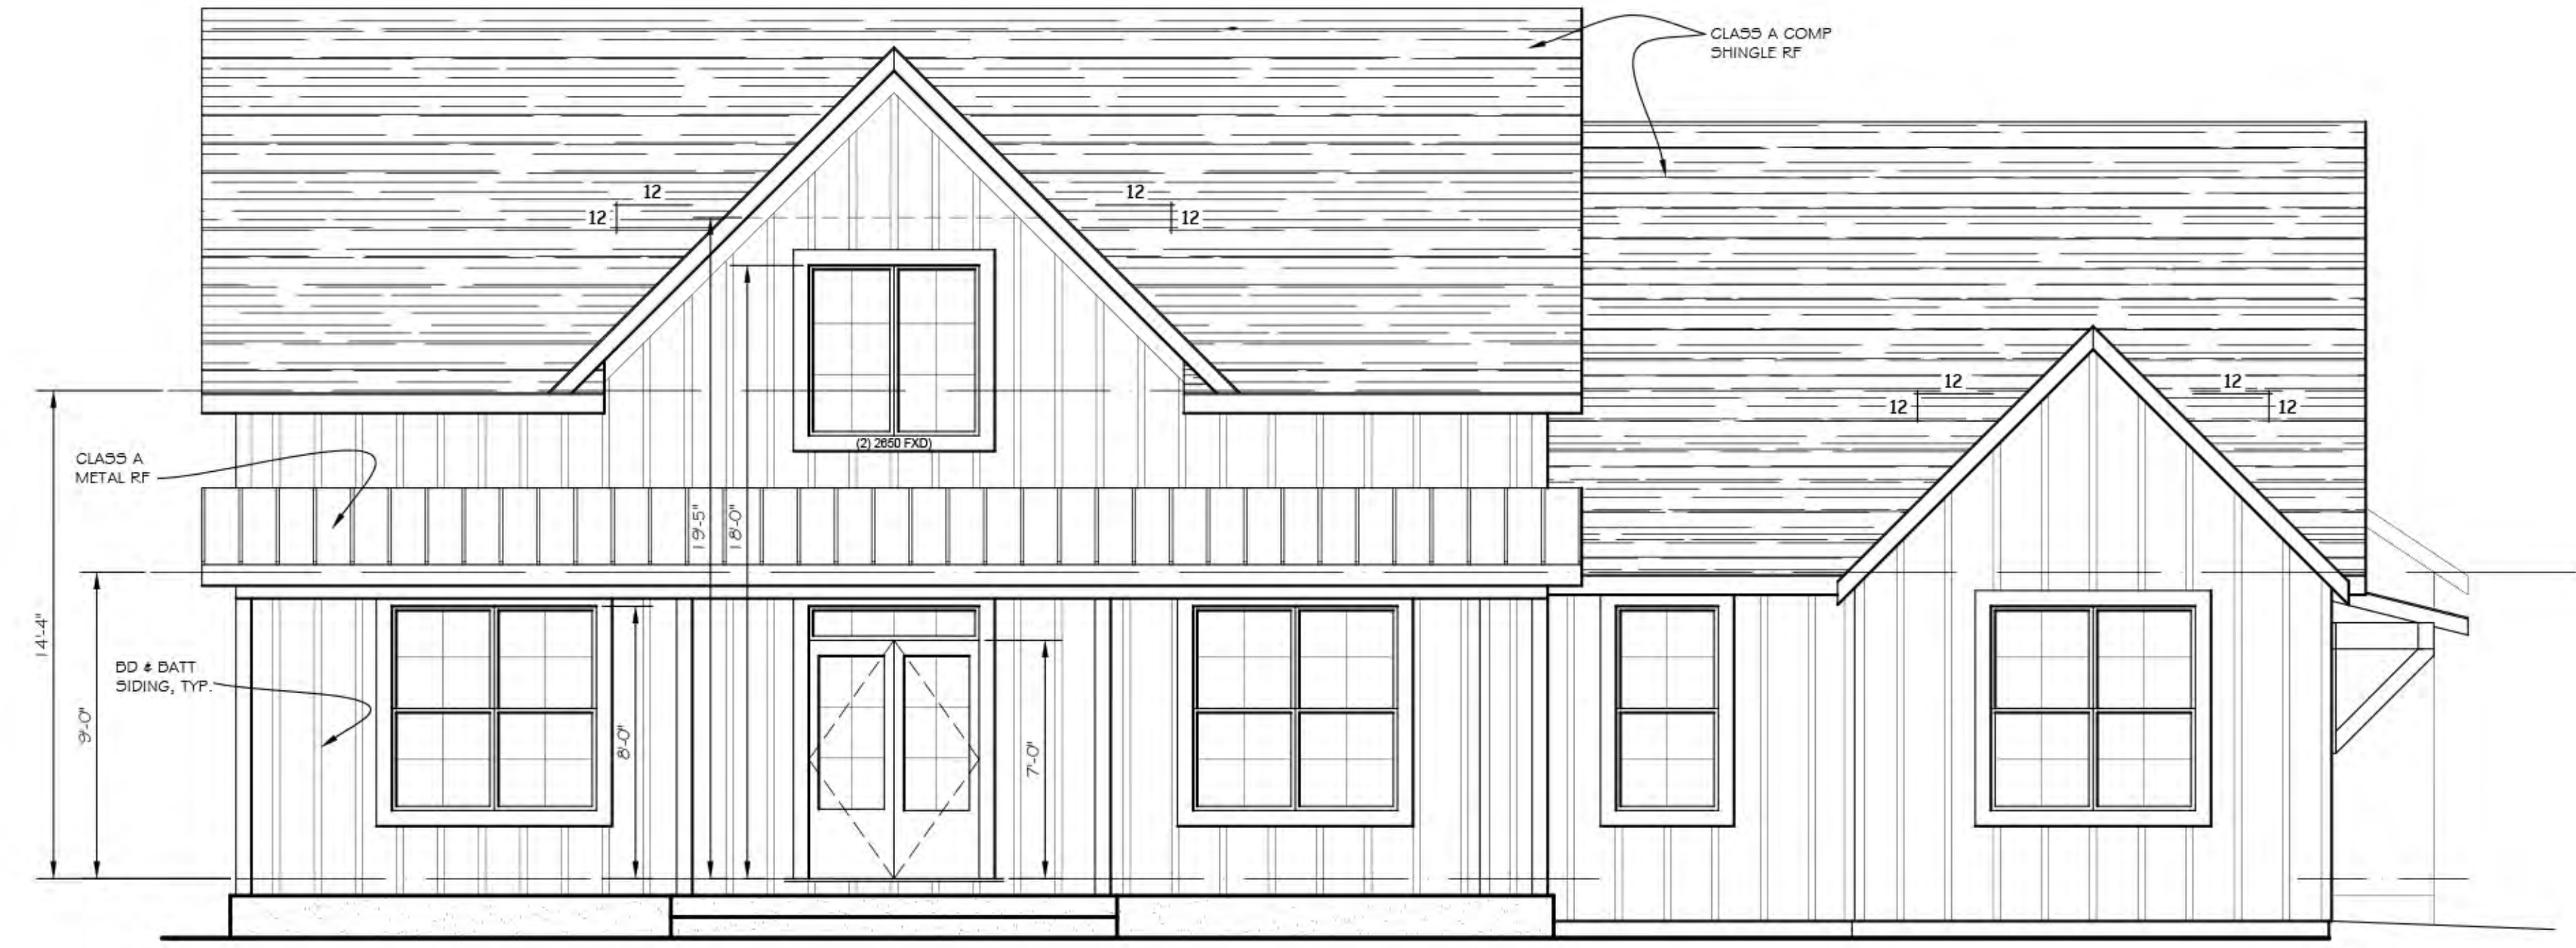 CLASS A COMP
SHINGLE RF
12
12
12
12
12
12
12
12
(2) 2650 FXD)
CLASS A
METAL RF
19'-5"
18'-0"
14'-4"
9'-0"
BD & BATT
SIDING, TYP.
8'-0"
7'-0"